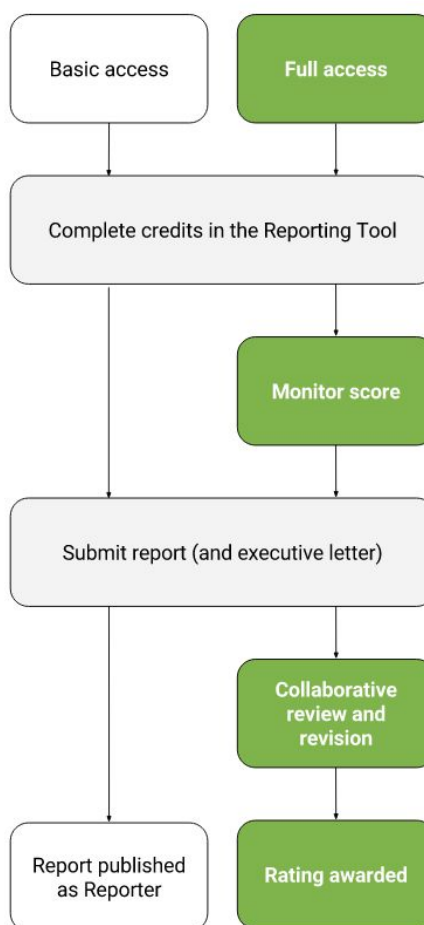 Basic access
Full access
Complete credits in the Reporting Tool
Monitor score
Submit report (and executive letter)
Collaborative
review and
revision
Report published
as Reporter
Rating awarded